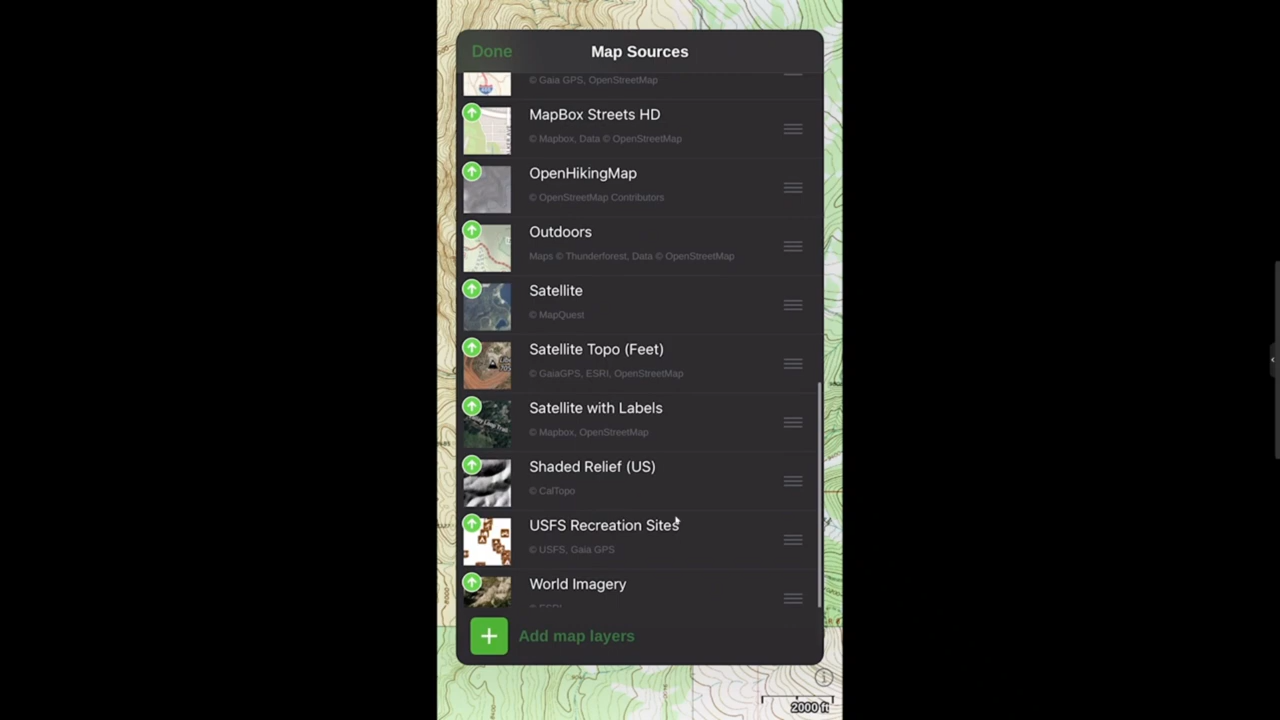 Done
Map Sources
© Gaia GPS, OpenStreetMap
MapBox Streets HD
© Mapbox, Data © OpenStreetMap
OpenHikingMap
© OpenStreetMap Contributors
Outdoors
Maps © Thunderforest, Data © OpenStreetMap
Satellite
© MapQuest
Satellite Topo (Feet)
© GaiaGPS, ESRI, OpenStreetMap
Satellite with Labels
© Mapbox, OpenStreetMap
Shaded Relief (US)
© CalTopo
USFS Recreation Sites
© USFS, Gaia GPS
World Imagery
© ESRI
Add map layers
2000 ft